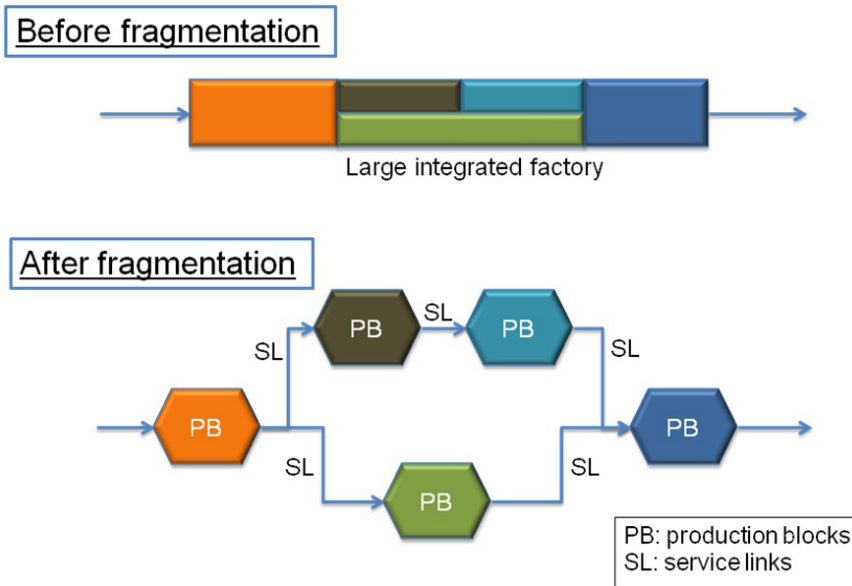 Before fragmentation
Large integrated factory
After fragmentation
SL
PB
PB
SL
SL
PB
PB
SL
SL
PB
PB: production blocks
SL: service links